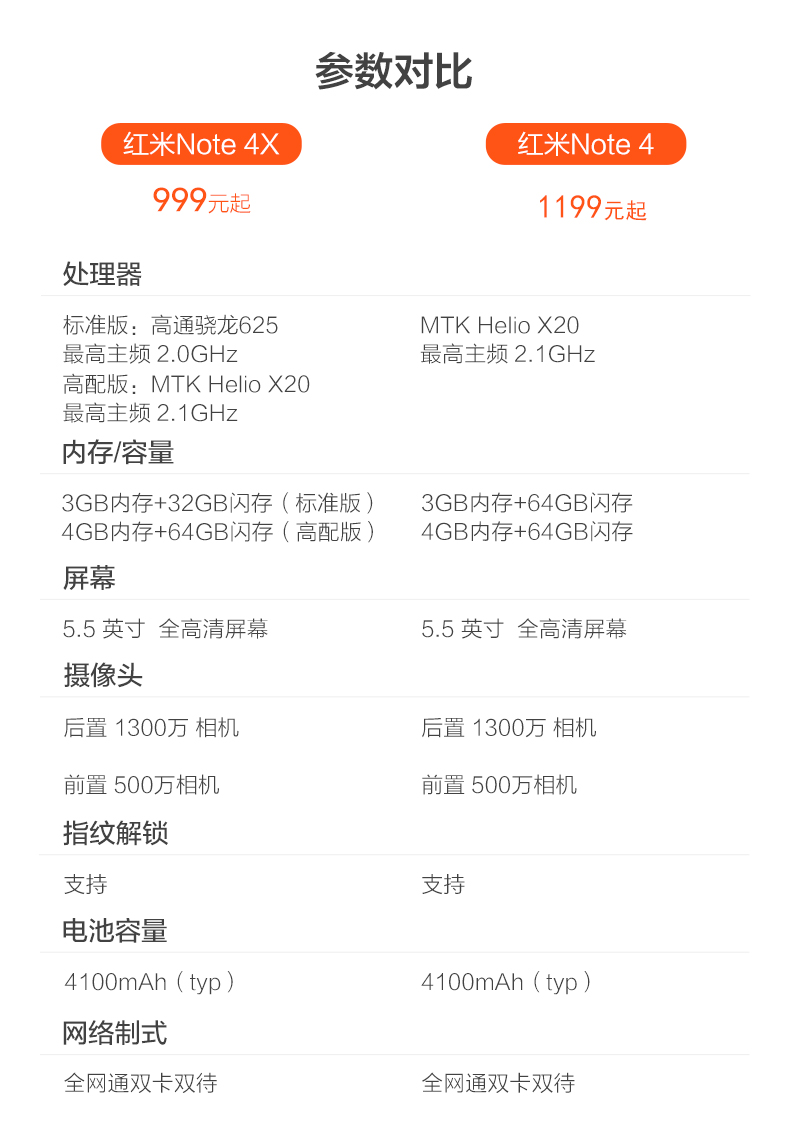 参数对比
红米Note 4X
红米Note 4
999元起
1199元起
处理器
标准版：高通骁龙625
最高主频 2.0GHz
高配版：MTK Helio X20
最高主频 2.1GHz
MTK Helio X20
最高主频 2.1GHz
内存/容量
3GB内存+32GB闪存（标准版）
4GB内存+64GB闪存（高配版）
3GB内存+64GB闪存
4GB内存+64GB闪存
屏幕
5.5 英寸 全高清屏幕
5.5 英寸 全高清屏幕
摄像头
后置 1300万 相机
后置 1300万 相机
前置 500万相机
前置 500万相机
指纹解锁
支持
支持
电池容量
4100mAh（typ）
4100mAh（typ）
网络制式
全网通双卡双待
全网通双卡双待